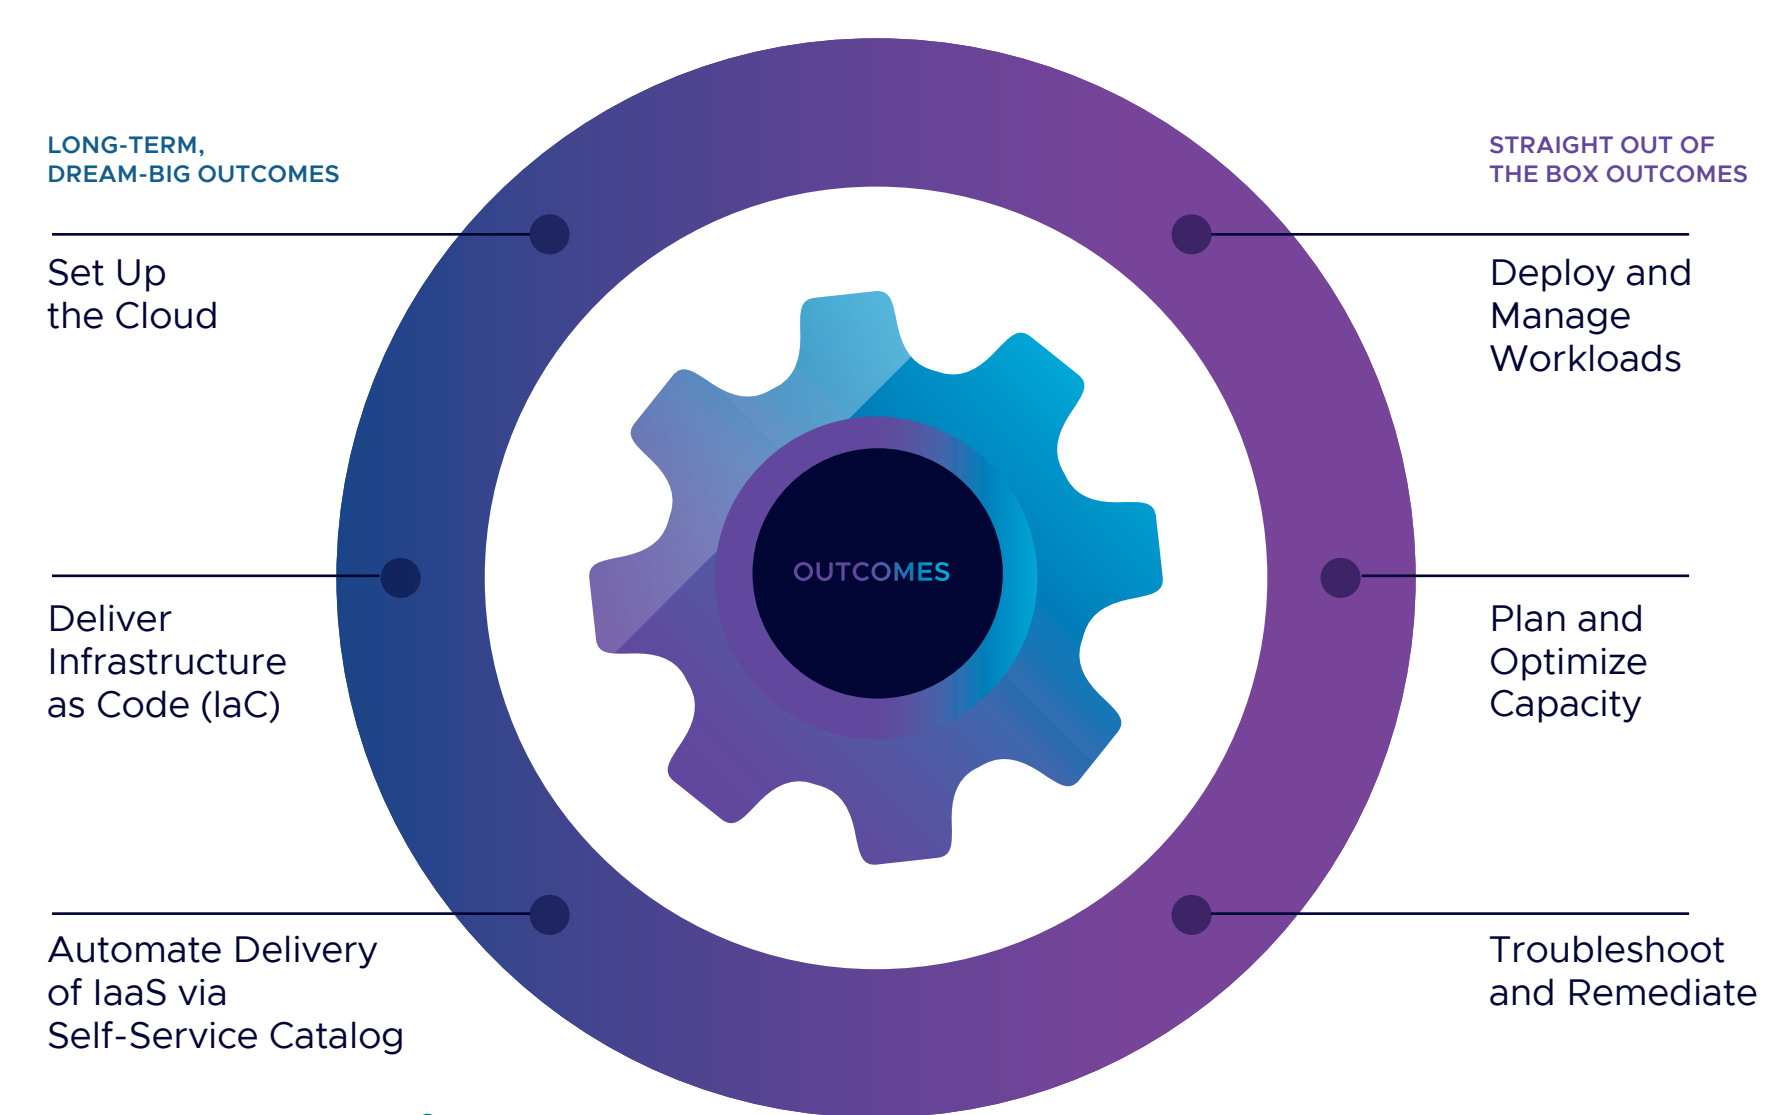 LONG-TERM,
DREAM-BIG OUTCOMES
Set Up
the Cloud
Deliver
Infrastructure
as Code (IaC)
Automate Delivery
of IaaS via
Self-Service Catalog
OUTCOMES
STRAIGHT OUT OF
THE BOX OUTCOMES
Deploy and
Manage
Workloads
Plan and
Optimize
Capacity
Troubleshoot
and Remediate